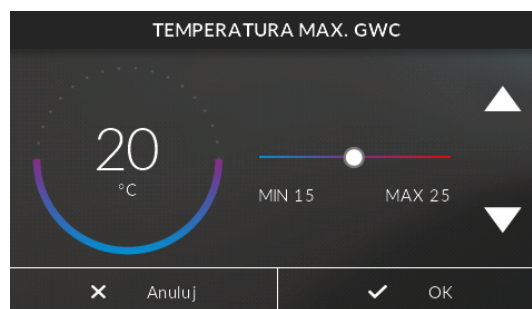 TEMPERATURA MAX. GWC
20
°C
MIN 15 MAX 25
Anuluj OK